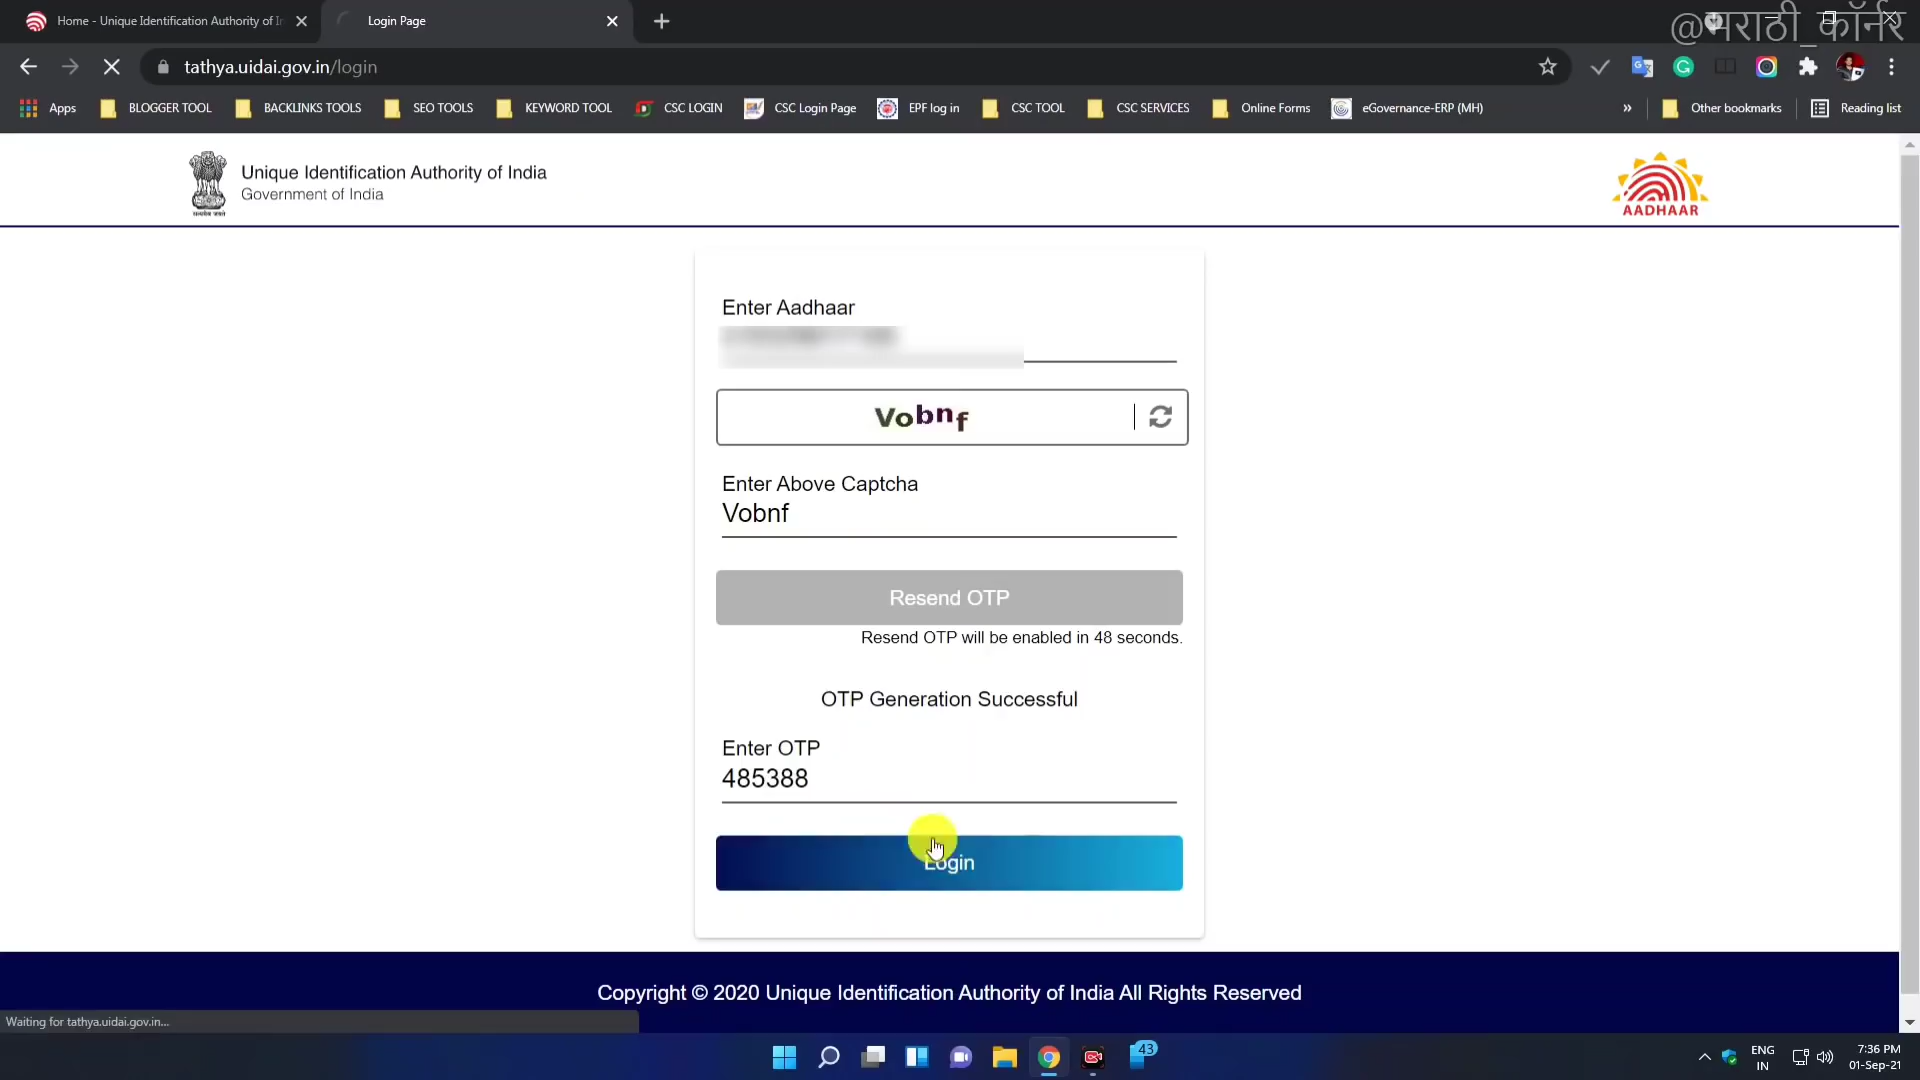 Home - Unique Identification Authority of In
Login Page
@मराठी_कॉर्नर
tathya.uidai.gov.in/login
Apps
BLOGGER TOOL
BACKLINKS TOOLS
SEO TOOLS
KEYWORD TOOL
CSC LOGIN
CSC Login Page
EPF log in
CSC TOOL
CSC SERVICES
Online Forms
eGovernance-ERP (MH)
»
Other bookmarks
Reading list
Unique Identification Authority of India
Government of India
सत्यमेव जयते
AADHAAR
Enter Aadhaar
Vobnf
Enter Above Captcha
Vobnf
Resend OTP
Resend OTP will be enabled in 48 seconds.
OTP Generation Successful
Enter OTP
485388
Login
Copyright © 2020 Unique Identification Authority of India All Rights Reserved
Waiting for tathya.uidai.gov.in...
43
ENG
IN
7:36 PM
01-Sep-21